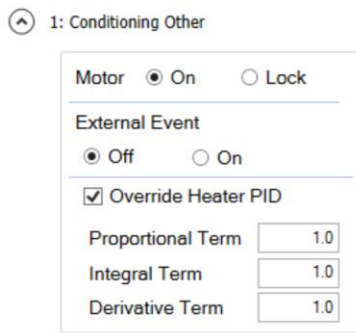 1: Conditioning Other
Motor On Lock
External Event
Off On
Override Heater PID
Proportional Term 1.0
Integral Term 1.0
Derivative Term 1.0